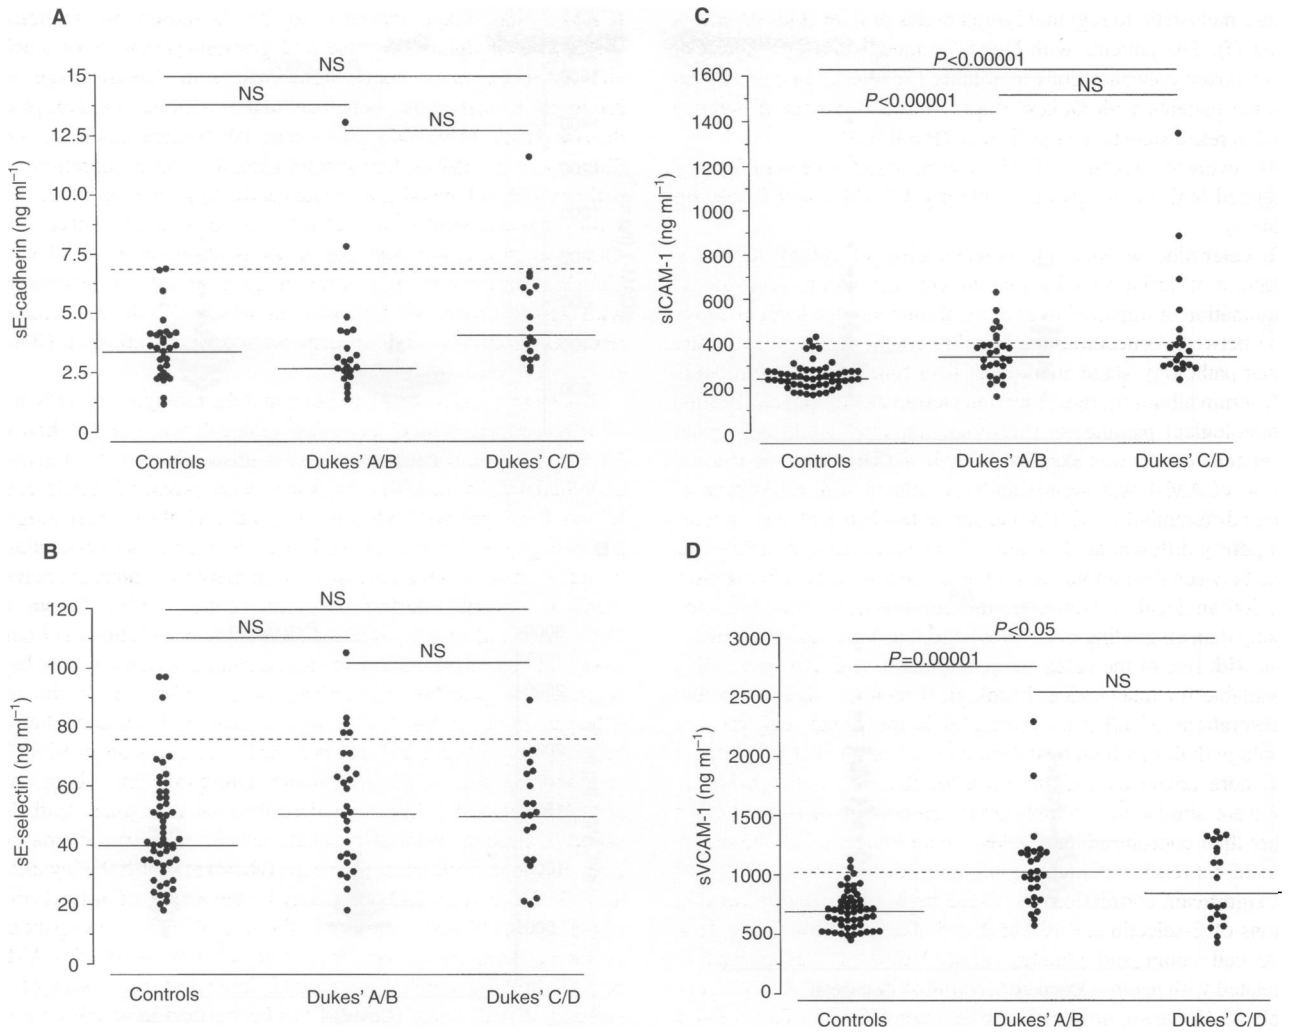 A
NS
NS
NS
15
12.5
10.0
7.5
5.0
2.5
0
sE-cadherin (ng ml⁻¹)
Controls
Dukes' A/B
Dukes' C/D
B
NS
NS
NS
120
100
80
60
40
20
0
sE-selectin (ng ml⁻¹)
Controls
Dukes' A/B
Dukes' C/D
C
P<0.00001
NS
P<0.00001
1600
1400
1200
1000
800
600
400
200
0
sICAM-1 (ng ml⁻¹)
Controls
Dukes' A/B
Dukes' C/D
D
P<0.05
P=0.00001
NS
3000
2500
2000
1500
1000
500
0
sVCAM-1 (ng ml⁻¹)
Controls
Dukes' A/B
Dukes' C/D